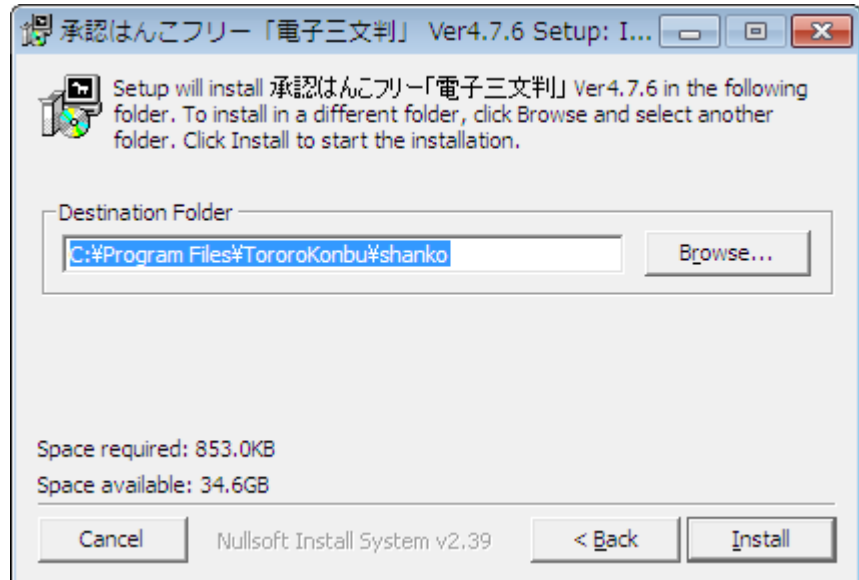 承認はんこフリー「電子三文判」 Ver4.7.6 Setup: I...
Setup will install 承認はんこフリー「電子三文判」 Ver4.7.6 in the following
folder. To install in a different folder, click Browse and select another
folder. Click Install to start the installation.
Destination Folder
C:¥Program Files¥TororoKonbu¥shanko
Browse...
Space required: 853.0KB
Space available: 34.6GB
Cancel
Nullsoft Install System v2.39
< Back
Install